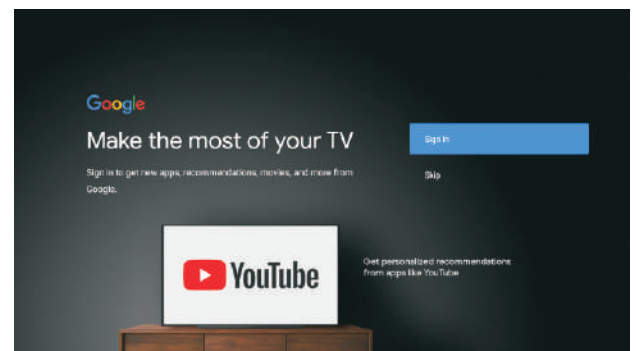 Google
Make the most of your TV
Sign in to get new apps, recommendations, movies, and more from
Google.
Sign In
Skip
YouTube
Get personalized recommendations
from apps like YouTube